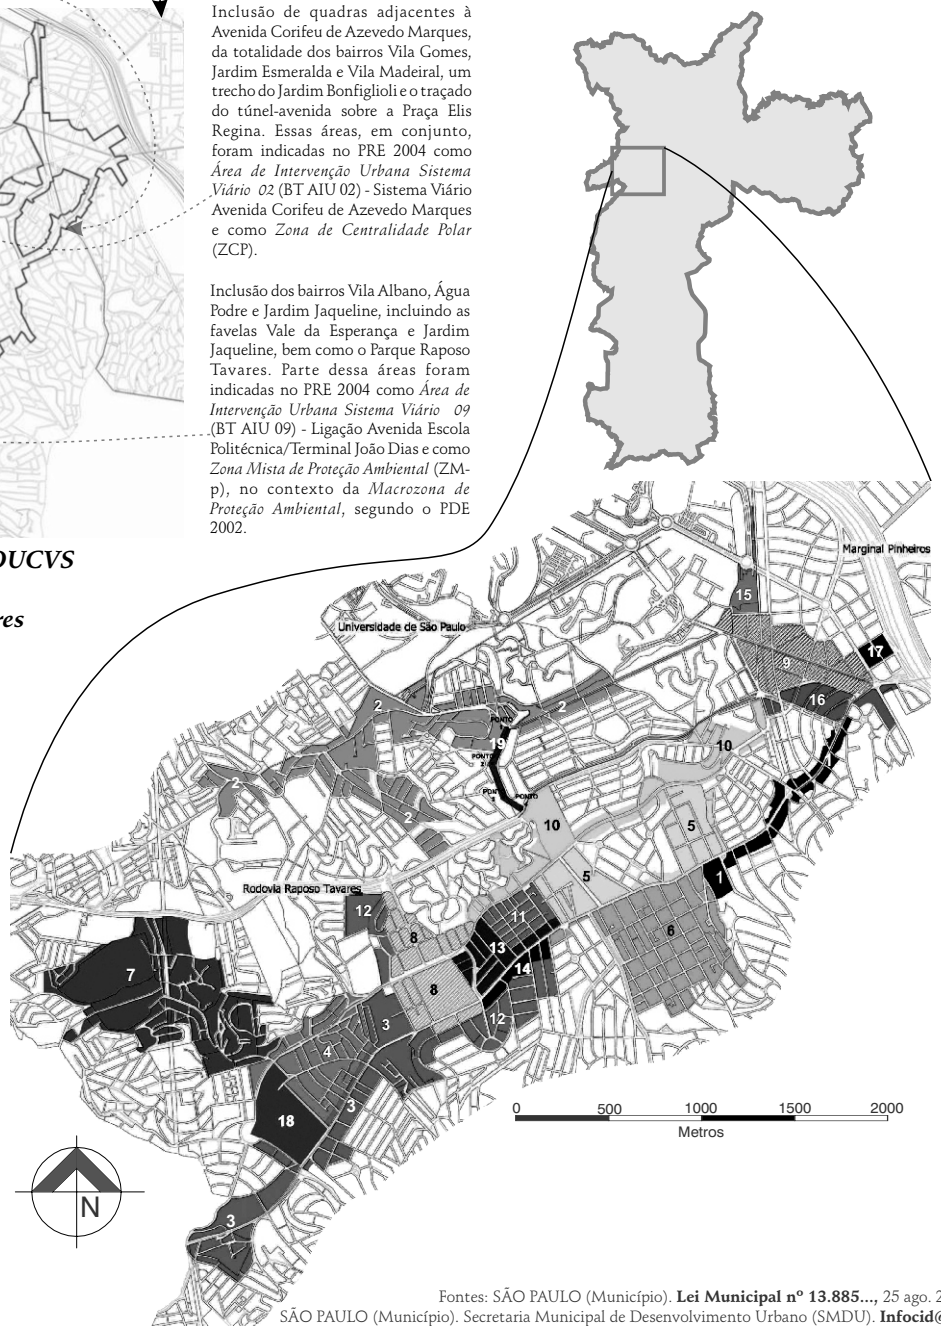 Inclusão de quadras adjacentes à
Avenida Corifeu de Azevedo Marques,
da totalidade dos bairros Vila Gomes,
Jardim Esmeralda e Vila Madeiral, um
trecho do Jardim Bonfiglioli e o traçado
do túnel-avenida sobre a Praça Elis
Regina. Essas áreas, em conjunto,
foram indicadas no PRE 2004 como
Área de Intervenção Urbana Sistema
Viário 02 (BT AIU 02) - Sistema Viário
Avenida Corifeu de Azevedo Marques
e como Zona de Centralidade Polar
(ZCP).
Inclusão dos bairros Vila Albano, Água
Podre e Jardim Jaqueline, incluindo as
favelas Vale da Esperança e Jardim
Jaqueline, bem como o Parque Raposo
Tavares. Parte dessa áreas foram
indicadas no PRE 2004 como Área de
Intervenção Urbana Sistema Viário 09
(BT AIU 09) - Ligação Avenida Escola
Politécnica/Terminal João Dias e como
Zona Mista de Proteção Ambiental (ZM-
p), no contexto da Macrozona de
Proteção Ambiental, segundo o PDE
2002.
OUCVS
res
Marginal Pinheiros
15
Universidade de São Paulo
17
9
16
2
2
PONTO
19
10
1
PONTO
2
2
PONTO
10
5
2
5
1
Rodovia Raposo Tavares
12
11
8
6
13
7
14
8
3
12
4
3
18
0 500 1000 1500 2000
Metros
N
3
Fontes: SÃO PAULO (Município). Lei Municipal nº 13.885..., 25 ago. 2
SÃO PAULO (Município). Secretaria Municipal de Desenvolvimento Urbano (SMDU). Infocid@